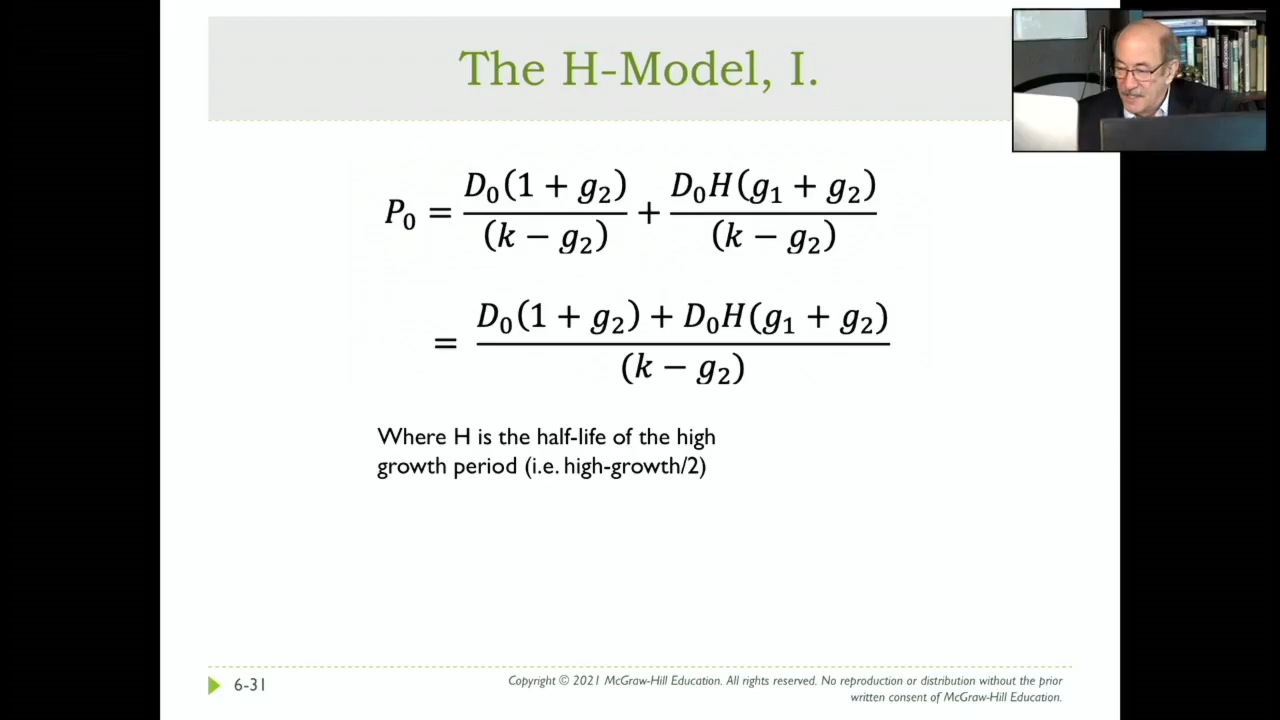 The H-Model, I.
P₀ = D₀(1 + g₂)/(k − g₂) + D₀H(g₁ + g₂)/(k − g₂)
= D₀(1 + g₂) + D₀H(g₁ + g₂)/(k − g₂)
Where H is the half-life of the high
growth period (i.e. high-growth/2)
6-31
Copyright © 2021 McGraw-Hill Education. All rights reserved. No reproduction or distribution without the prior
written consent of McGraw-Hill Education.